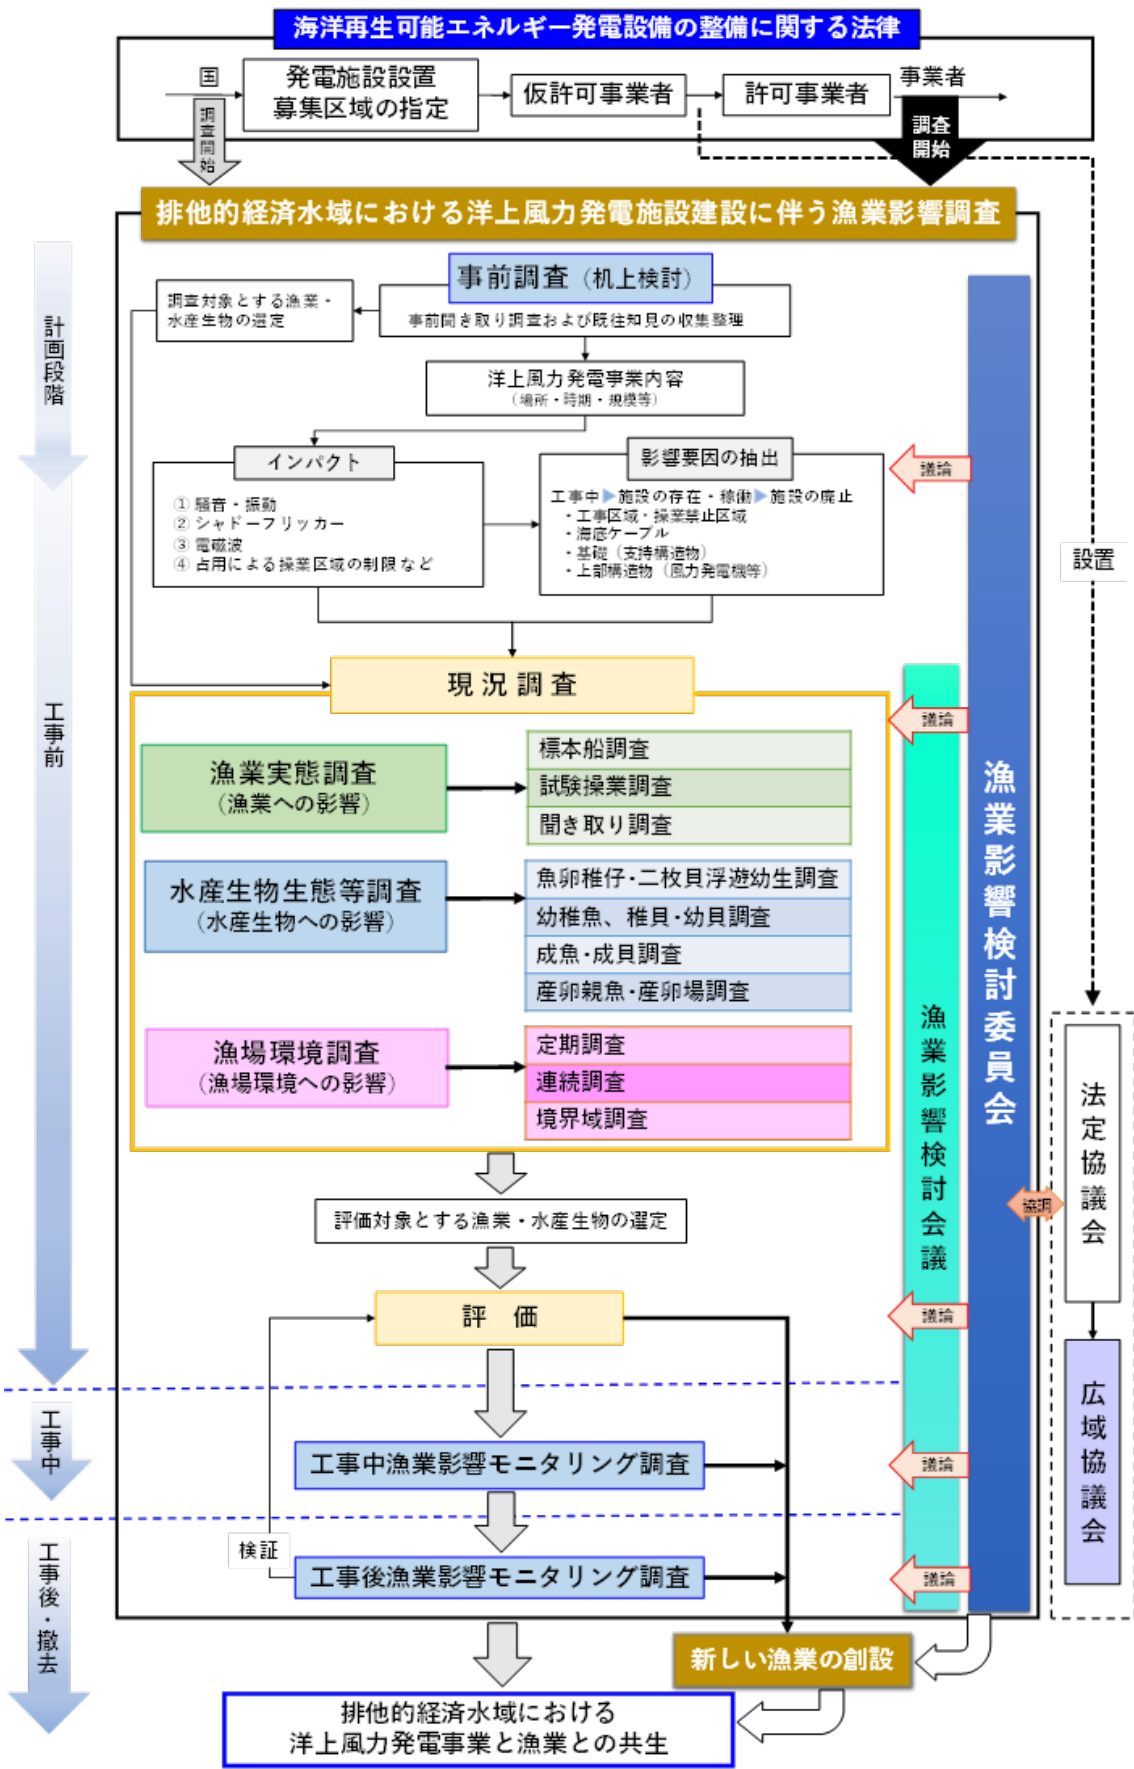 海洋再生可能エネルギー発電設備の整備に関する法律
国
発電施設設置
募集区域の指定
仮許可事業者
許可事業者
事業者
調査開始
調査
開始
排他的経済水域における洋上風力発電施設建設に伴う漁業影響調査
計画段階
事前調査（机上検討）
事前聞き取り調査および既往知見の収集整理
調査対象とする漁業・
水産生物の選定
洋上風力発電事業内容
（場所・時期・規模等）
インパクト
① 騒音・振動
② シャドーフリッカー
③ 電磁波
④ 占用による操業区域の制限など
影響要因の抽出
工事中▶施設の存在・稼働▶施設の廃止
・工事区域・操業禁止区域
・海底ケーブル
・基礎（支持構造物）
・上部構造物（風力発電機等）
議論
設置
工事前
現況調査
議論
漁業実態調査
（漁業への影響）
標本船調査
試験操業調査
聞き取り調査
水産生物生態等調査
（水産生物への影響）
魚卵稚仔・二枚貝浮遊幼生調査
幼稚魚、稚貝・幼貝調査
成魚・成貝調査
産卵親魚・産卵場調査
漁場環境調査
（漁場環境への影響）
定期調査
連続調査
境界域調査
漁業影響検討会議
漁業影響検討委員会
協調
法定協議会
広域協議会
評価対象とする漁業・水産生物の選定
評 価
議論
工事中
工事中漁業影響モニタリング調査
議論
検証
工事後・撤去
工事後漁業影響モニタリング調査
議論
新しい漁業の創設
排他的経済水域における
洋上風力発電事業と漁業との共生